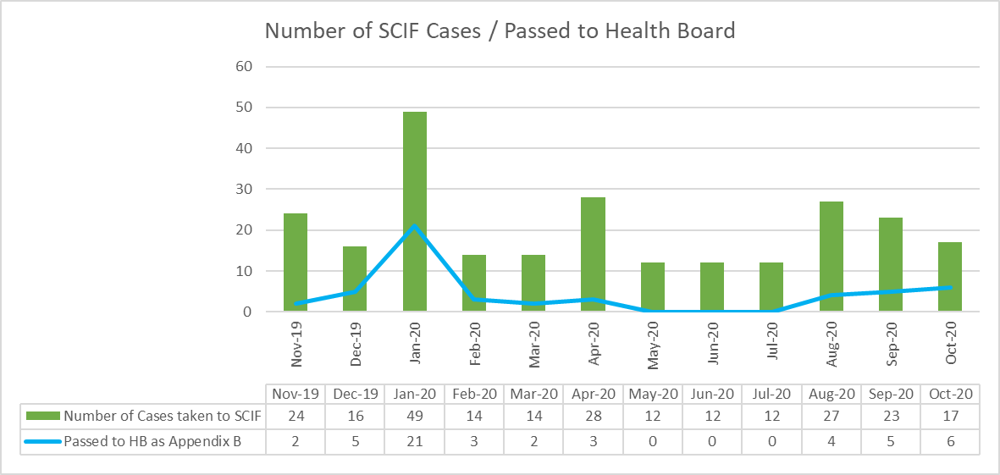 Number of SCIF Cases / Passed to Health Board
60
50
40
30
20
10
0
Nov-19 Dec-19 Jan-20 Feb-20 Mar-20 Apr-20 May-20 Jun-20 Jul-20 Aug-20 Sep-20 Oct-20
Nov-19 Dec-19 Jan-20 Feb-20 Mar-20 Apr-20 May-20 Jun-20 Jul-20 Aug-20 Sep-20 Oct-20
Number of Cases taken to SCIF 24 16 49 14 14 28 12 12 12 27 23 17
Passed to HB as Appendix B 2 5 21 3 2 3 0 0 0 4 5 6